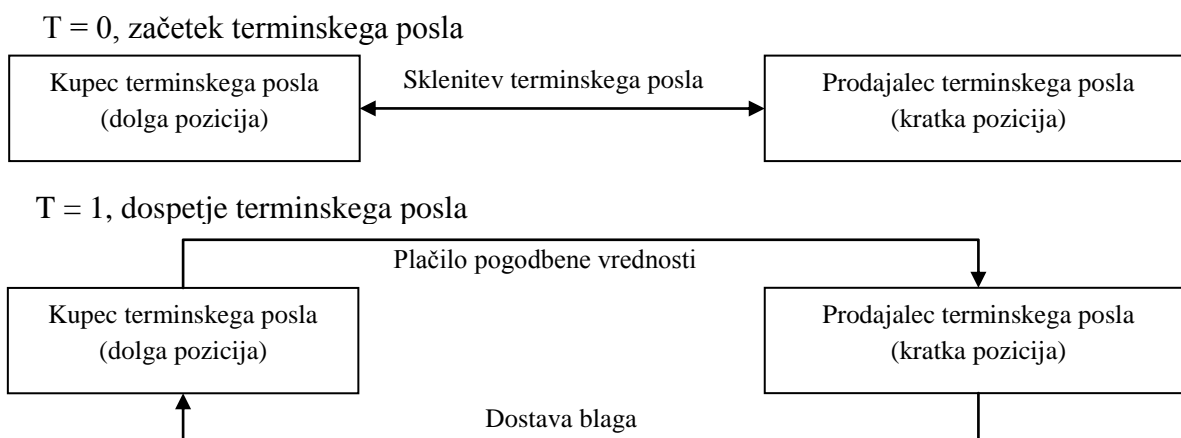 T = 0, začetek terminskega posla
Kupec terminskega posla
(dolga pozicija)
Sklenitev terminskega posla
Prodajalec terminskega posla
(kratka pozicija)
T = 1, dospetje terminskega posla
Plačilo pogodbene vrednosti
Kupec terminskega posla
(dolga pozicija)
Prodajalec terminskega posla
(kratka pozicija)
Dostava blaga